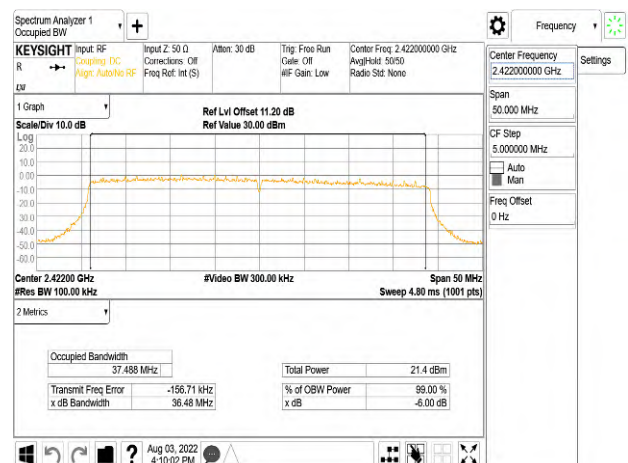 Spectrum Analyzer 1
Occupied BW
Frequency
KEYSIGHT Input: RF Input Z: 50 Ω Atten: 30 dB Trig: Free Run Center Freq: 2.422000000 GHz
R Coupling: DC Corrections: Off Gate: Off Avg|Hold: 50/50
Align: Auto/No RF Freq Ref: Int (S) #IF Gain: Low Radio Std: None
LXI
Center Frequency
2.422000000 GHz
Settings
Span
50.000 MHz
CF Step
5.000000 MHz
Auto
Man
Freq Offset
0 Hz
1 Graph
Ref Lvl Offset 11.20 dB
Scale/Div 10.0 dB Ref Value 30.00 dBm
Log
20.0
10.0
0.00
-10.0
-20.0
-30.0
-40.0
-50.0
-60.0
Center 2.42200 GHz #Video BW 300.00 kHz Span 50 MHz
#Res BW 100.00 kHz Sweep 4.80 ms (1001 pts)
2 Metrics
Occupied Bandwidth
37.488 MHz Total Power 21.4 dBm
Transmit Freq Error -156.71 kHz % of OBW Power 99.00 %
x dB Bandwidth 36.48 MHz x dB -6.00 dB
Aug 03, 2022
4:10:02 PM